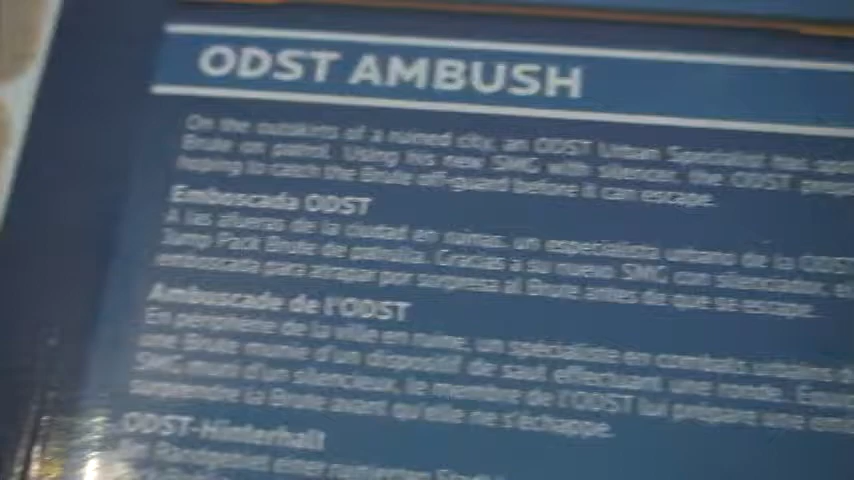 ODST AMBUSH
On the outskirts of a ruined city, an ODST Urban Specialist has
Brute on patrol. Using his new SMG with silencer, the ODST
hoping to catch the Brute off-guard before it can escape.
Emboscada ODST
A las afueras de la ciudad en ruinas, un especialista urbano de la ODST
Jump Pack Brute de patrulla. Gracias a su nuevo SMG con silenciador,
emboscada para atrapar por sorpresa al Brute antes de que se escape.
Ambuscade de l'ODST
En périphérie de la ville en ruine, un spécialiste en combats urbains
une Brute munie d'un dispositif de saut effectuant une ronde.
SMG muni d'un silencieux, le membre de l'ODST lui prépare une
surprendre la Brute avant qu'elle ne s'échappe.
ODST-Hinterhalt
einer